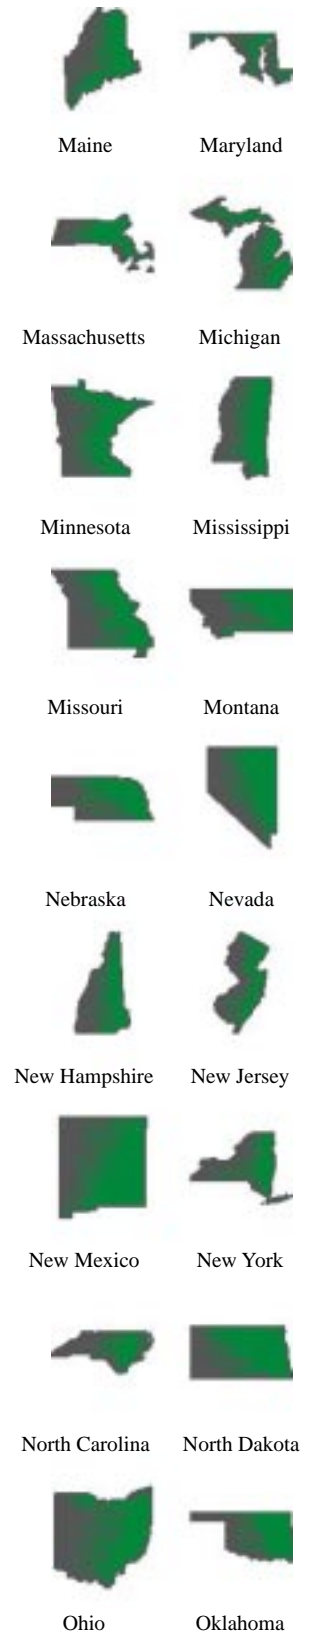 Maine Maryland
Massachusetts Michigan
Minnesota Mississippi
Missouri Montana
Nebraska Nevada
New Hampshire New Jersey
New Mexico New York
North Carolina North Dakota
Ohio Oklahoma